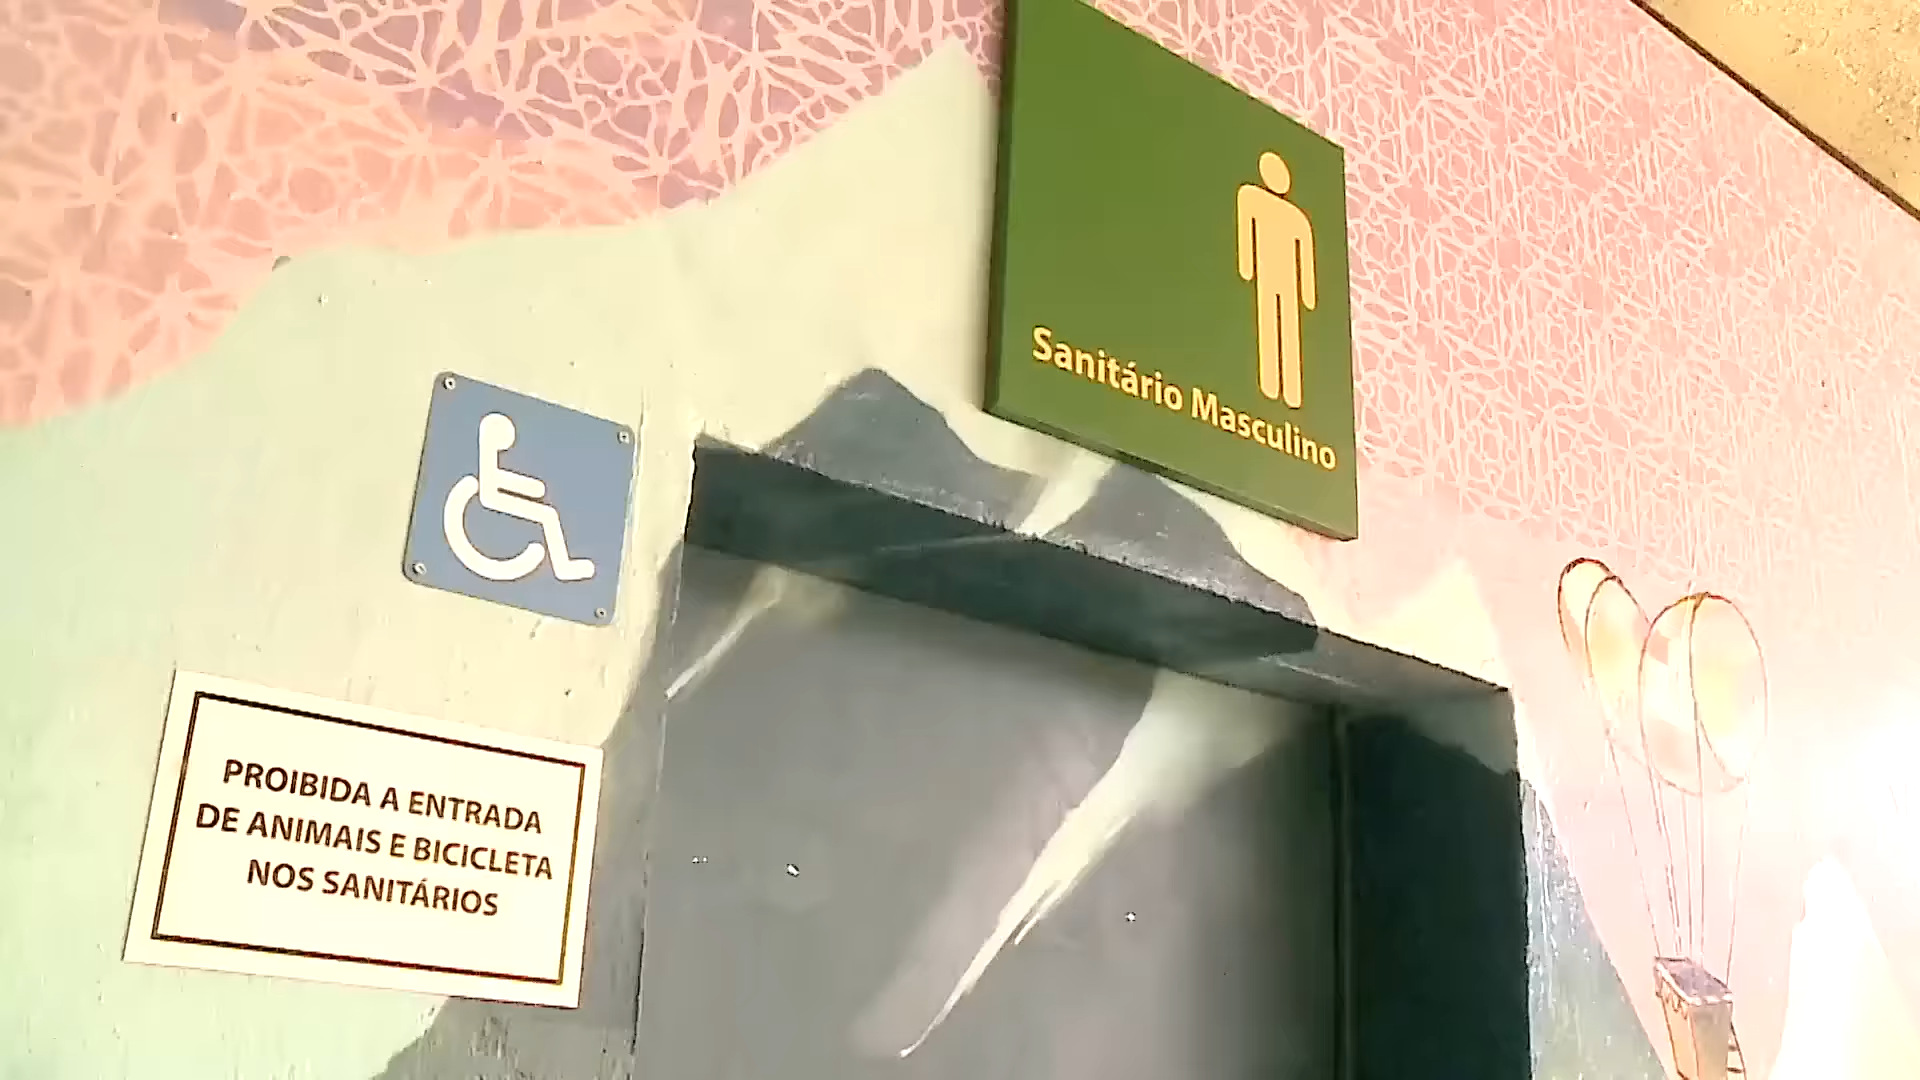 Sanitário Masculino
PROIBIDA A ENTRADA
DE ANIMAIS E BICICLETA
NOS SANITÁRIOS